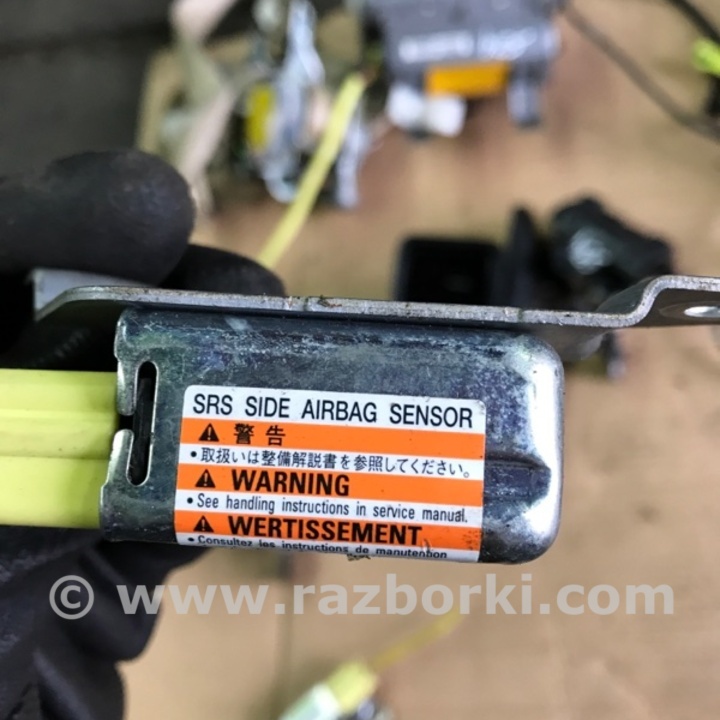 SRS SIDE AIRBAG SENSOR
⚠ 警告
・取扱いは整備解説書を参照してください。
⚠ WARNING
• See handling instructions in service manual.
⚠ WERTISSEMENT
• Consultez les instructions de manutention
© www.razborki.com